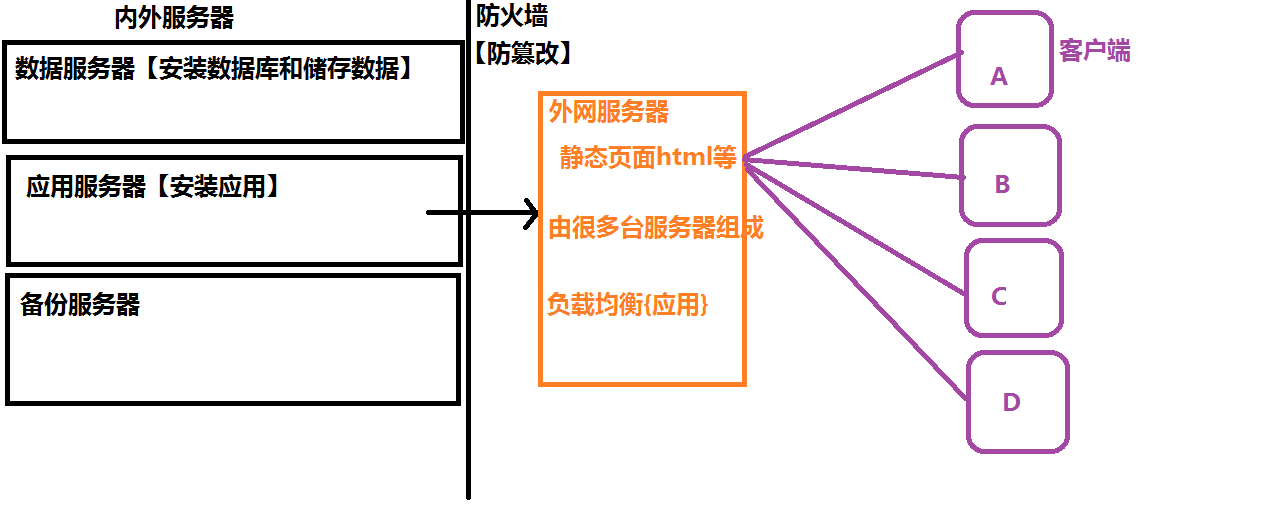 内外服务器
防火墙
【防篡改】
数据服务器【安装数据库和储存数据】
应用服务器【安装应用】
备份服务器
外网服务器
静态页面html等
由很多台服务器组成
负载均衡{应用}
客户端
A
B
C
D